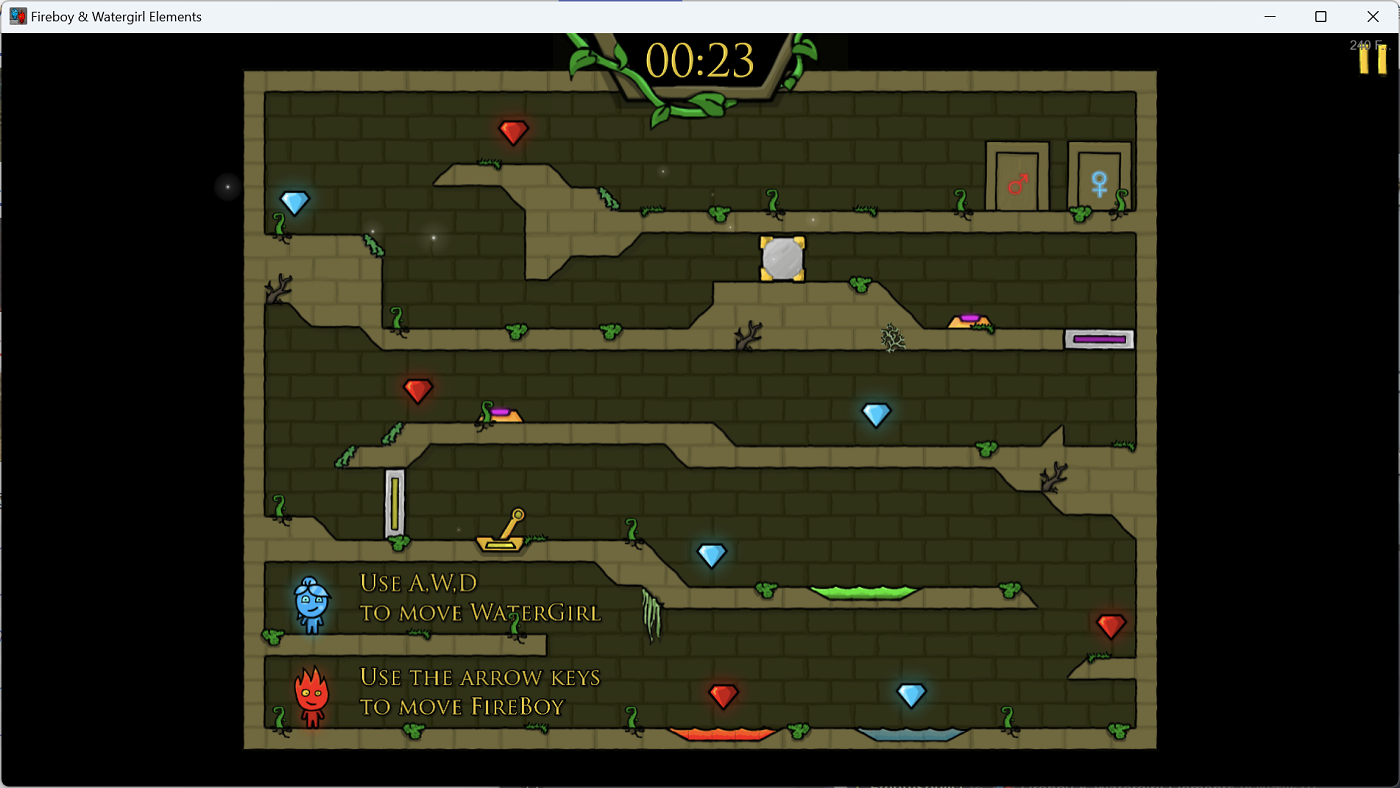 Fireboy & Watergirl Elements
00:23
Use A,W,D
to move WaterGirl
Use the arrow keys
to move FireBoy